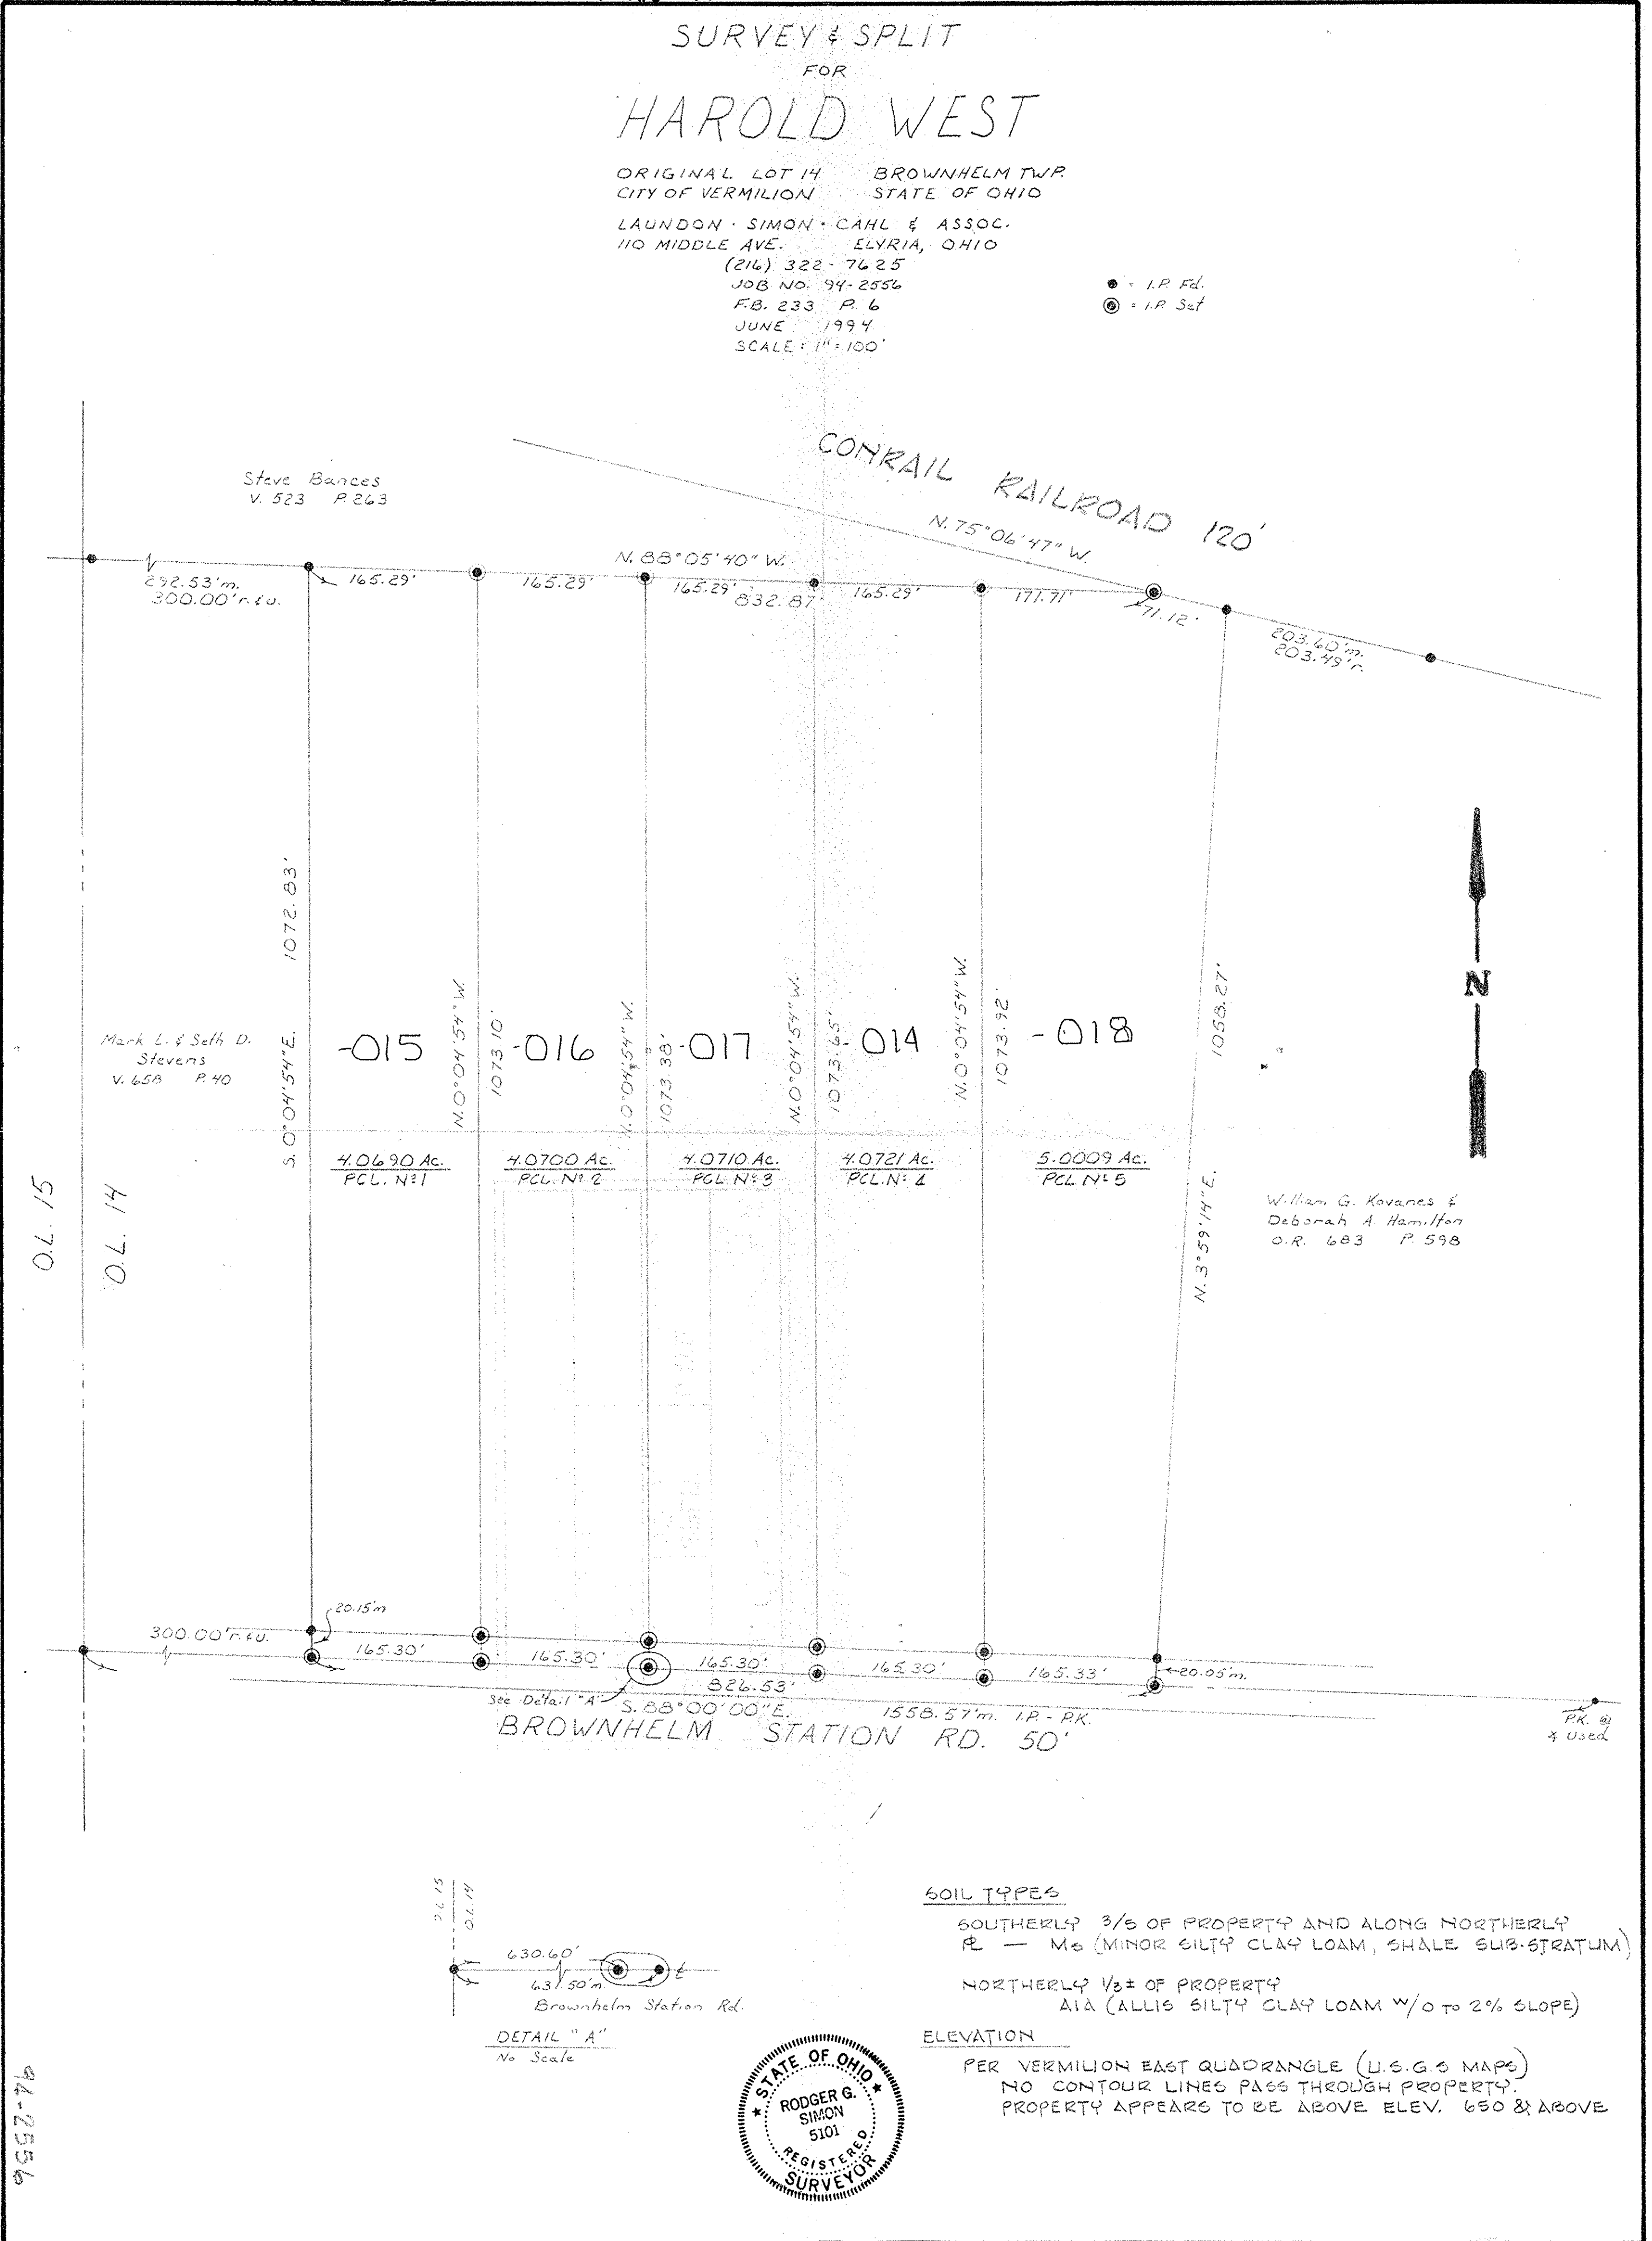 SURVEY & SPLIT
FOR
HAROLD WEST
ORIGINAL LOT 14 BROWNHELM TWP.
CITY OF VERMILION STATE OF OHIO
LAUNDON · SIMON · CAHL & ASSOC.
110 MIDDLE AVE. ELYRIA, OHIO
(216) 322-7625
JOB NO. 94-2556
F.B. 233 P. 6
JUNE 1994
SCALE: 1"=100'
● = I.P. Fd.
◉ = I.P. Set
CONRAIL RAILROAD 120'
N. 75°06'47" W.
Steve Bances
V. 523 P. 263
N. 88°05'40" W.
292.53'm.
300.00'r.&u.
165.29'
165.29'
165.29'
832.87'
165.29'
171.71'
71.12'
203.60'm.
203.49'r.
1072.83'
S. 0°04'54" E.
N. 0°04'54" W.
1073.10'
N. 0°04'54" W.
1073.38'
N. 0°04'54" W.
1073.65'
N. 0°04'54" W.
1073.92'
1058.27'
N. 3°59'14" E.
N
Mark L. & Seth D.
Stevens
V. 658 P. 40
-015
-016
-017
-014
-018
4.0690 Ac.
PCL. Nº 1
4.0700 Ac.
PCL. Nº 2
4.0710 Ac.
PCL. Nº 3
4.0721 Ac.
PCL. Nº 4
5.0009 Ac.
PCL. Nº 5
O.L. 15
O.L. 14
William G. Kovanes &
Deborah A. Hamilton
O.R. 683 P. 598
20.15'm
300.00'r.&u.
165.30'
165.30'
165.30'
165.30'
165.33'
20.05'm.
826.53'
See Detail "A"
S. 88°00'00" E.
1558.57'm. I.P. - P.K.
P.K. @
∡ Used
BROWNHELM STATION RD. 50'
O.L. 15
O.L. 14
630.60'
631.50'm
Brownhelm Station Rd.
DETAIL "A"
No Scale
SOIL TYPES
SOUTHERLY 3/5 OF PROPERTY AND ALONG NORTHERLY
PL — Ms (MINOR SILTY CLAY LOAM, SHALE SUB-STRATUM)
NORTHERLY 1/3± OF PROPERTY
A1A (ALLIS SILTY CLAY LOAM W/0 TO 2% SLOPE)
ELEVATION
PER VERMILION EAST QUADRANGLE (U.S.G.S MAPS)
NO CONTOUR LINES PASS THROUGH PROPERTY.
PROPERTY APPEARS TO BE ABOVE ELEV. 650 & ABOVE
STATE OF OHIO
RODGER G.
SIMON
5101
REGISTERED
SURVEYOR
94-2556